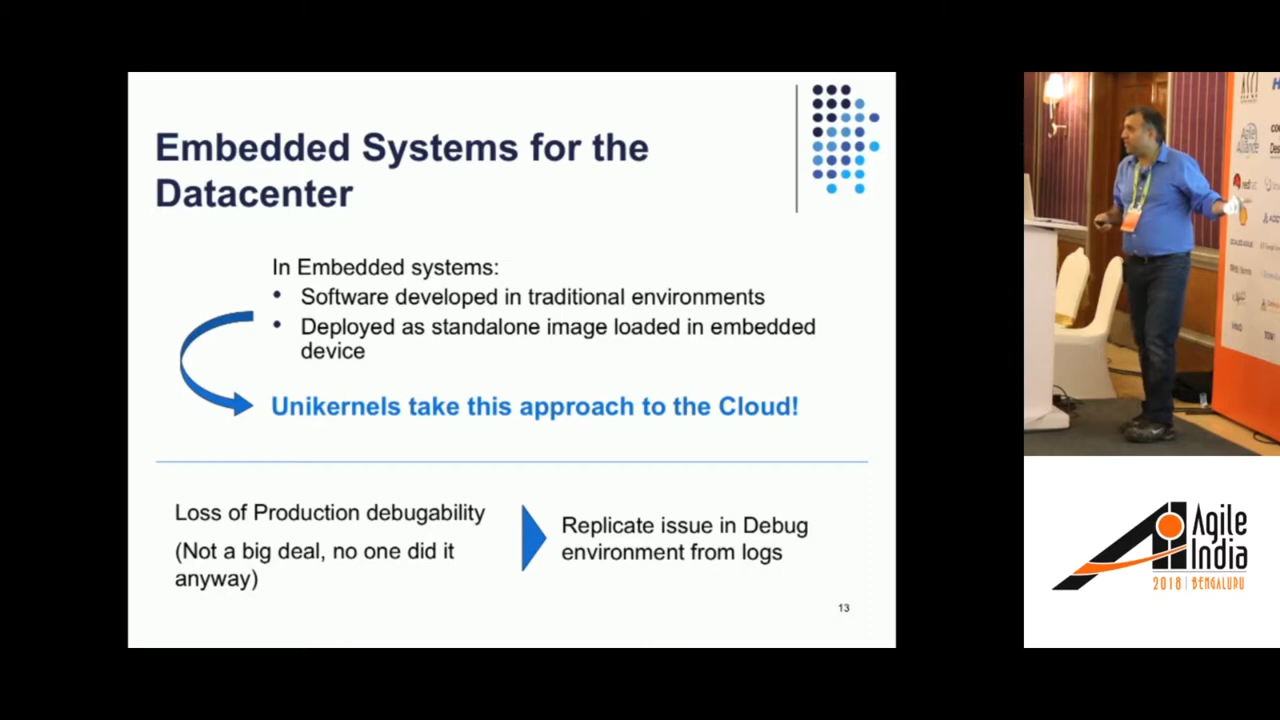 Embedded Systems for the
Datacenter
In Embedded systems:
• Software developed in traditional environments
• Deployed as standalone image loaded in embedded
device
Unikernels take this approach to the Cloud!
Loss of Production debugability
(Not a big deal, no one did it
anyway)
Replicate issue in Debug
environment from logs
13
Agile
India
2018 | BENGALURU